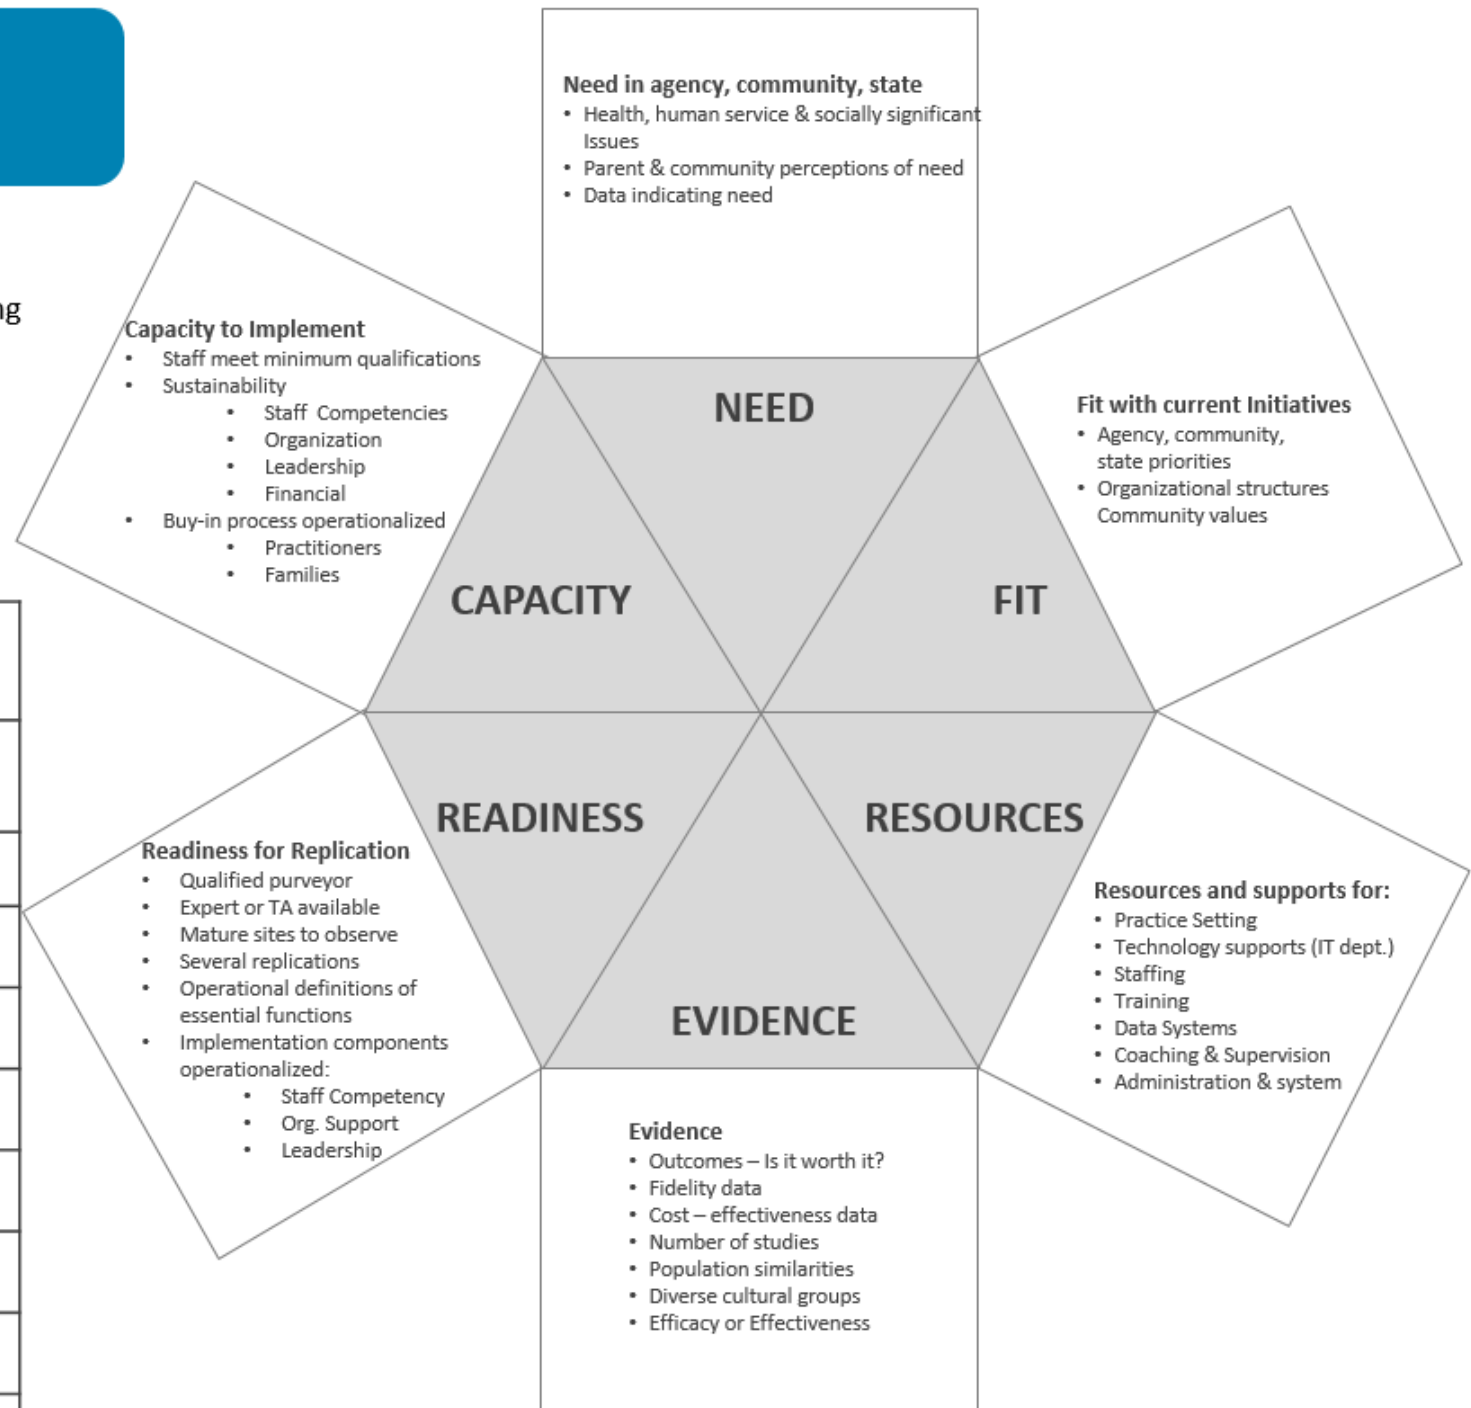 Need in agency, community, state
• Health, human service & socially significant
Issues
• Parent & community perceptions of need
• Data indicating need
ng
Capacity to Implement
• Staff meet minimum qualifications
• Sustainability
• Staff Competencies
• Organization
• Leadership
• Financial
• Buy-in process operationalized
• Practitioners
• Families
NEED
Fit with current Initiatives
• Agency, community,
state priorities
• Organizational structures
Community values
CAPACITY
FIT
READINESS
RESOURCES
Readiness for Replication
• Qualified purveyor
• Expert or TA available
• Mature sites to observe
• Several replications
• Operational definitions of
essential functions
• Implementation components
operationalized:
• Staff Competency
• Org. Support
• Leadership
Resources and supports for:
• Practice Setting
• Technology supports (IT dept.)
• Staffing
• Training
• Data Systems
• Coaching & Supervision
• Administration & system
EVIDENCE
Evidence
• Outcomes – Is it worth it?
• Fidelity data
• Cost – effectiveness data
• Number of studies
• Population similarities
• Diverse cultural groups
• Efficacy or Effectiveness